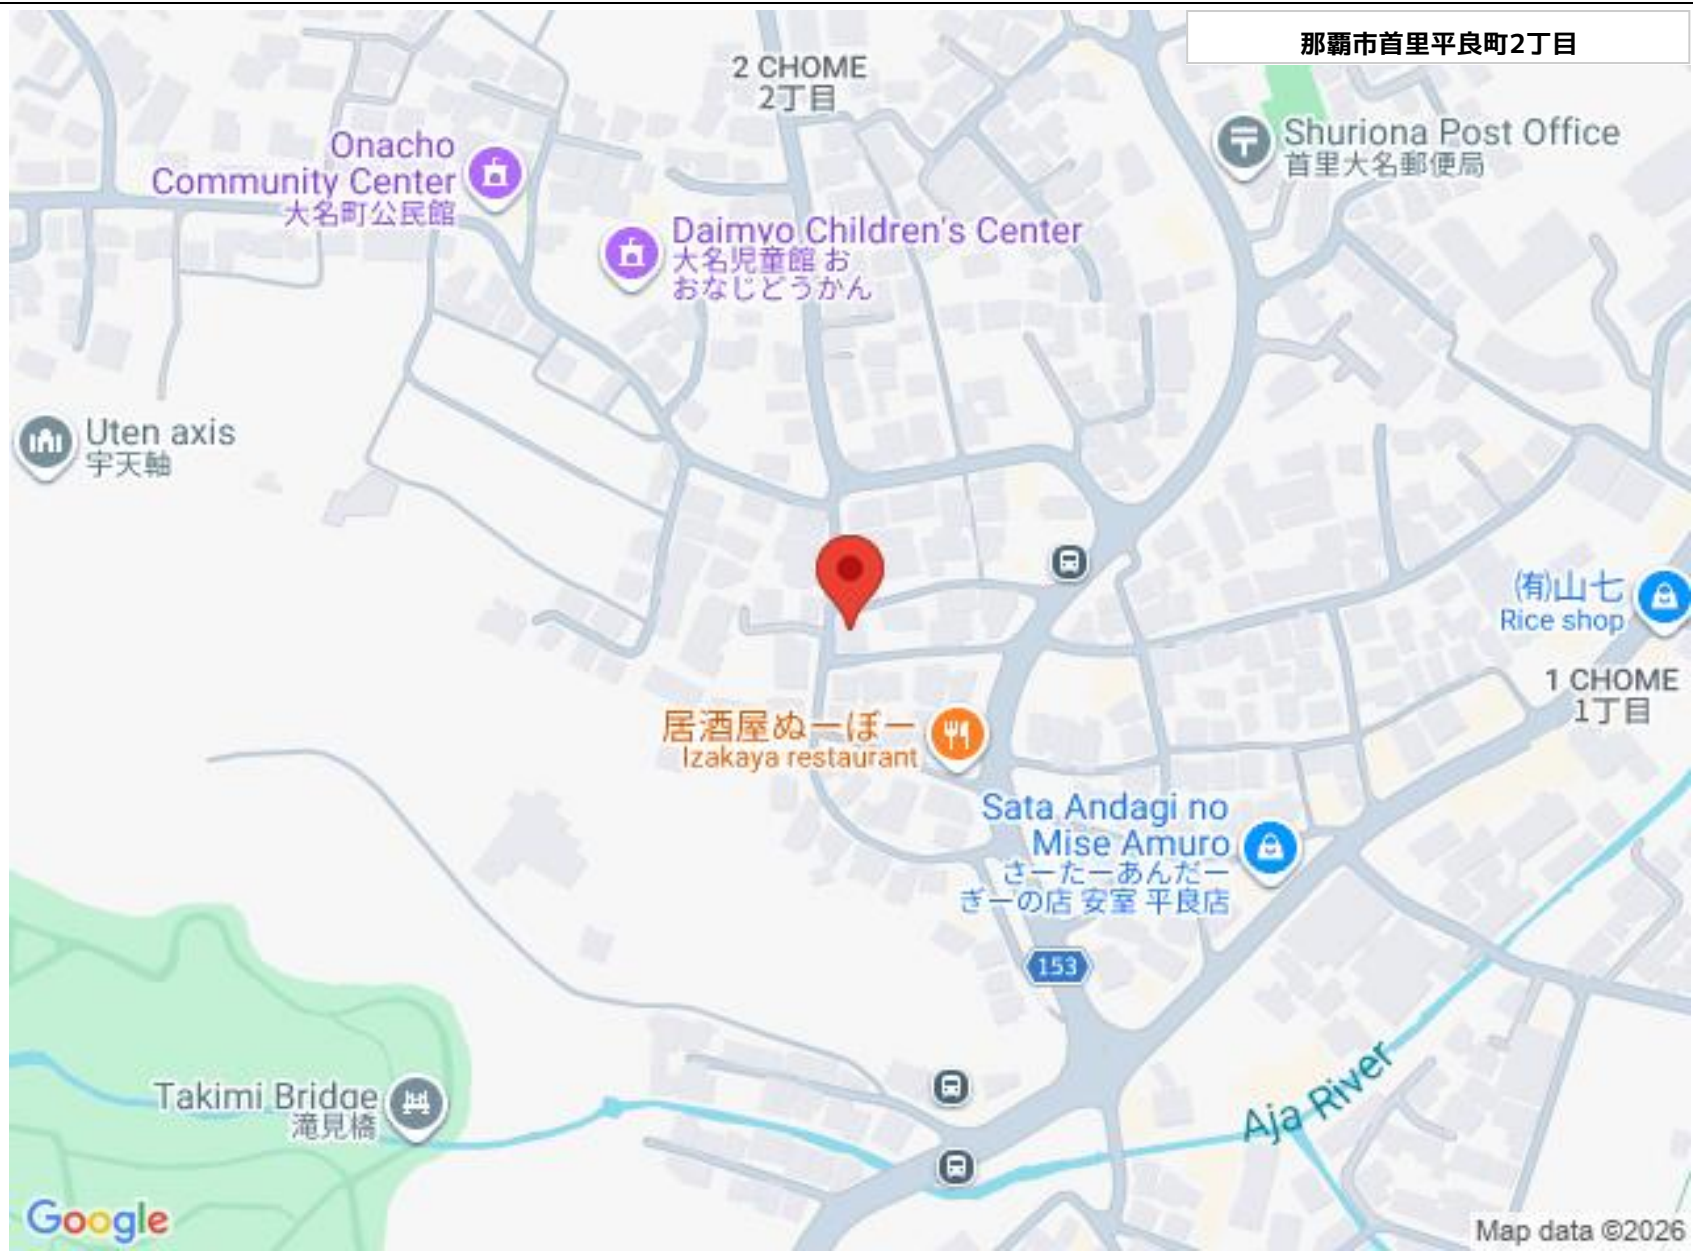 那覇市首里平良町2丁目
2 CHOME
2丁目
Shuriona Post Office
首里大名郵便局
Onacho
Community Center
大名町公民館
Daimyo Children's Center
大名児童館 お
おなじどうかん
Uten axis
宇天軸
㈲山七
Rice shop
1 CHOME
1丁目
居酒屋ぬーぼー
Izakaya restaurant
Sata Andagi no
Mise Amuro
さーたーあんだー
ぎーの店 安室 平良店
153
Takimi Bridge
滝見橋
Aja River
Google
Map data ©2026